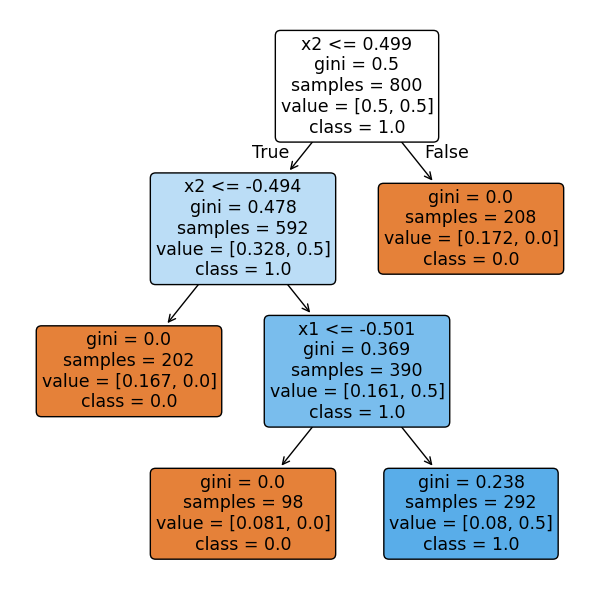 x2 <= 0.499
gini = 0.5
samples = 800
value = [0.5, 0.5]
class = 1.0
True
False
x2 <= -0.494
gini = 0.478
samples = 592
value = [0.328, 0.5]
class = 1.0
gini = 0.0
samples = 208
value = [0.172, 0.0]
class = 0.0
gini = 0.0
samples = 202
value = [0.167, 0.0]
class = 0.0
x1 <= -0.501
gini = 0.369
samples = 390
value = [0.161, 0.5]
class = 1.0
gini = 0.0
samples = 98
value = [0.081, 0.0]
class = 0.0
gini = 0.238
samples = 292
value = [0.08, 0.5]
class = 1.0